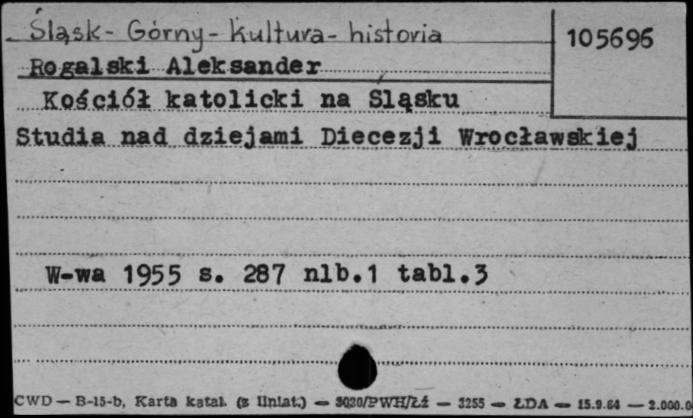 Śląsk - Górny - Kultura - historia
105696
Rogalski Aleksander
Kościół katolicki na Śląsku
Studia nad dziejami Diecezji Wrocławskiej
W-wa 1955 s. 287 nlb.1 tabl.3
CWD — B-15-b, Karta katal. (z liniat.) — 3020/PWH/Łź — 3255 — ŁDA — 15.9.64 — 2.000.0